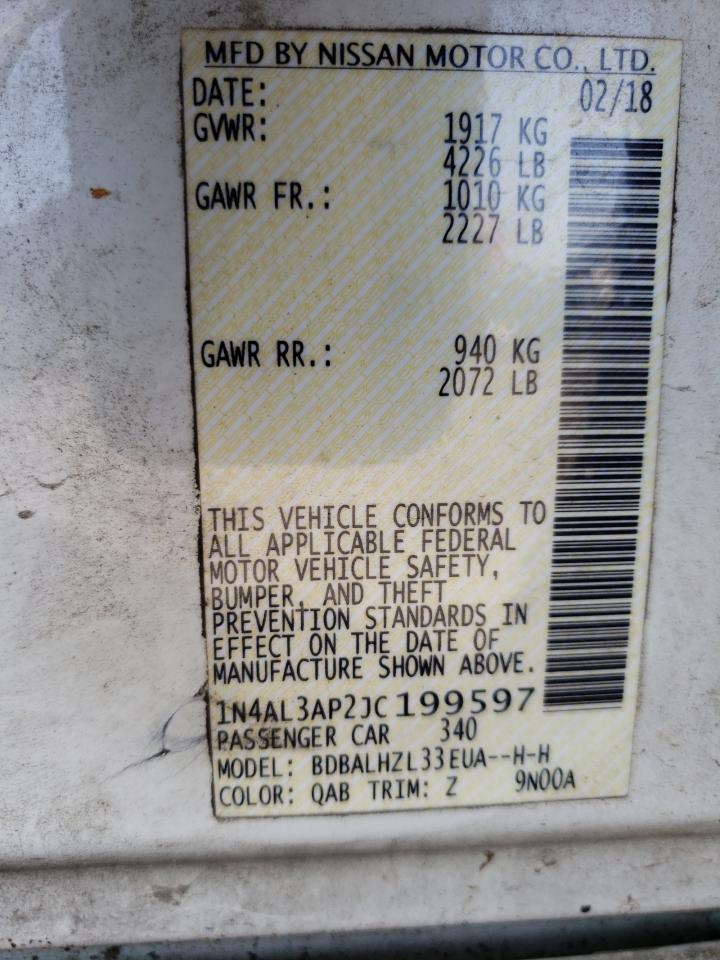 MFD BY NISSAN MOTOR CO., LTD.
DATE: 02/18
GVWR: 1917 KG
4226 LB
GAWR FR.: 1010 KG
2227 LB
GAWR RR.: 940 KG
2072 LB
THIS VEHICLE CONFORMS TO
ALL APPLICABLE FEDERAL
MOTOR VEHICLE SAFETY,
BUMPER, AND THEFT
PREVENTION STANDARDS IN
EFFECT ON THE DATE OF
MANUFACTURE SHOWN ABOVE.
1N4AL3AP2JC199597
PASSENGER CAR 340
MODEL: BDBALHZL33EUA--H-H
COLOR: QAB TRIM: Z 9N00A